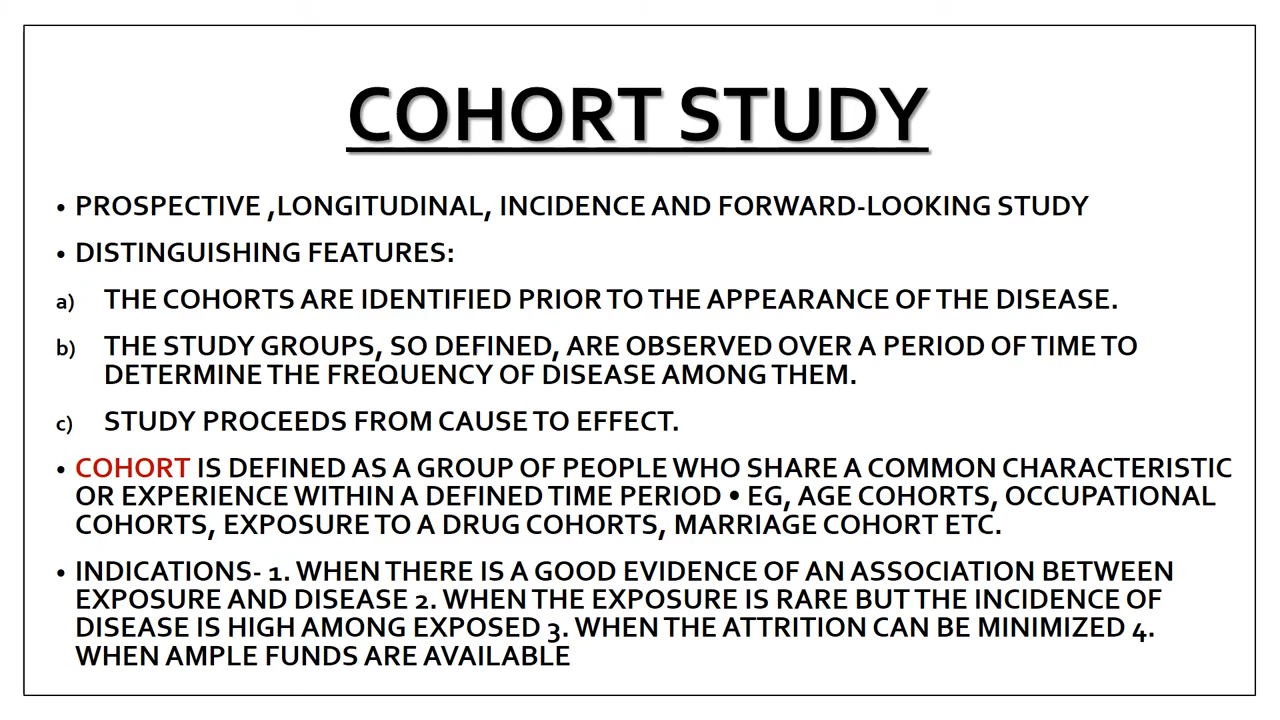 COHORT STUDY
• PROSPECTIVE ,LONGITUDINAL, INCIDENCE AND FORWARD-LOOKING STUDY
• DISTINGUISHING FEATURES:
a) THE COHORTS ARE IDENTIFIED PRIOR TO THE APPEARANCE OF THE DISEASE.
b) THE STUDY GROUPS, SO DEFINED, ARE OBSERVED OVER A PERIOD OF TIME TO
DETERMINE THE FREQUENCY OF DISEASE AMONG THEM.
c) STUDY PROCEEDS FROM CAUSE TO EFFECT.
• COHORT IS DEFINED AS A GROUP OF PEOPLE WHO SHARE A COMMON CHARACTERISTIC
OR EXPERIENCE WITHIN A DEFINED TIME PERIOD • EG, AGE COHORTS, OCCUPATIONAL
COHORTS, EXPOSURE TO A DRUG COHORTS, MARRIAGE COHORT ETC.
• INDICATIONS- 1. WHEN THERE IS A GOOD EVIDENCE OF AN ASSOCIATION BETWEEN
EXPOSURE AND DISEASE 2. WHEN THE EXPOSURE IS RARE BUT THE INCIDENCE OF
DISEASE IS HIGH AMONG EXPOSED 3. WHEN THE ATTRITION CAN BE MINIMIZED 4.
WHEN AMPLE FUNDS ARE AVAILABLE